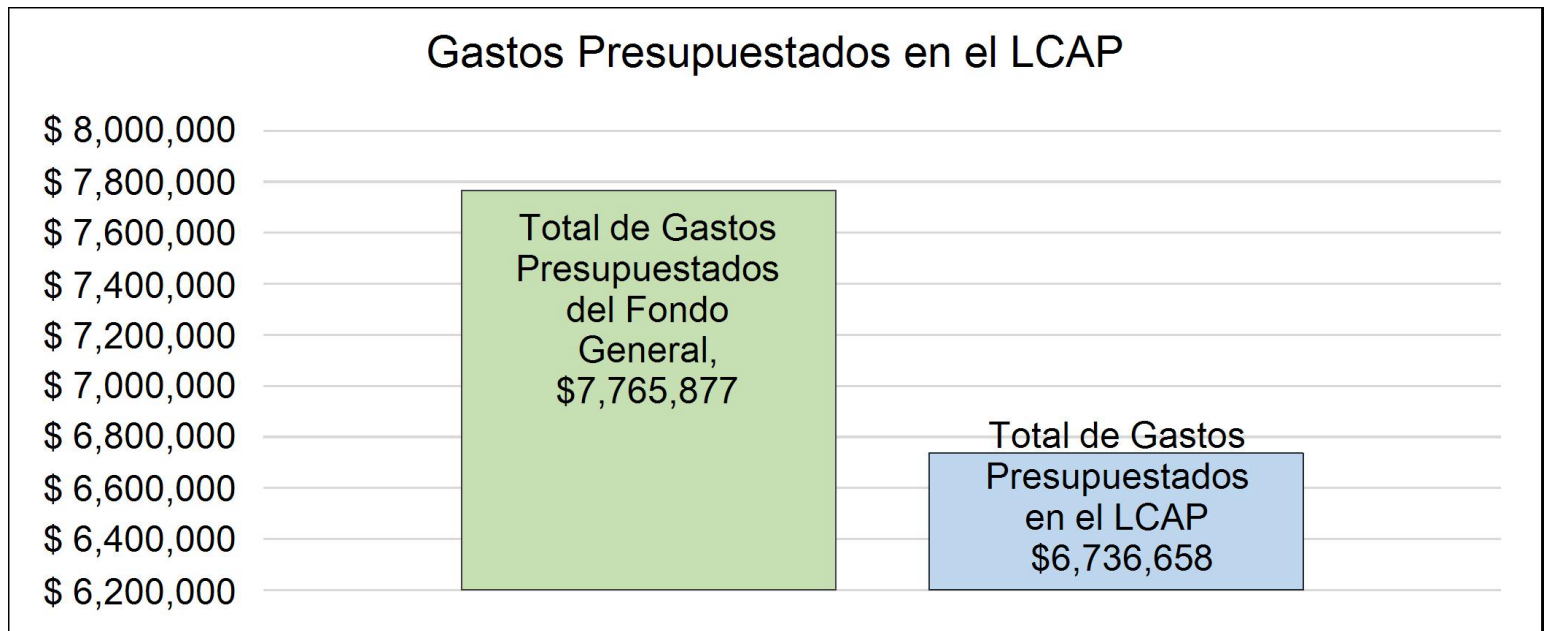 Gastos Presupuestados en el LCAP
$ 8,000,000
$ 7,800,000
$ 7,600,000
$ 7,400,000
$ 7,200,000
$ 7,000,000
$ 6,800,000
$ 6,600,000
$ 6,400,000
$ 6,200,000
Total de Gastos
Presupuestados
del Fondo
General,
$7,765,877
Total de Gastos
Presupuestados
en el LCAP
$6,736,658